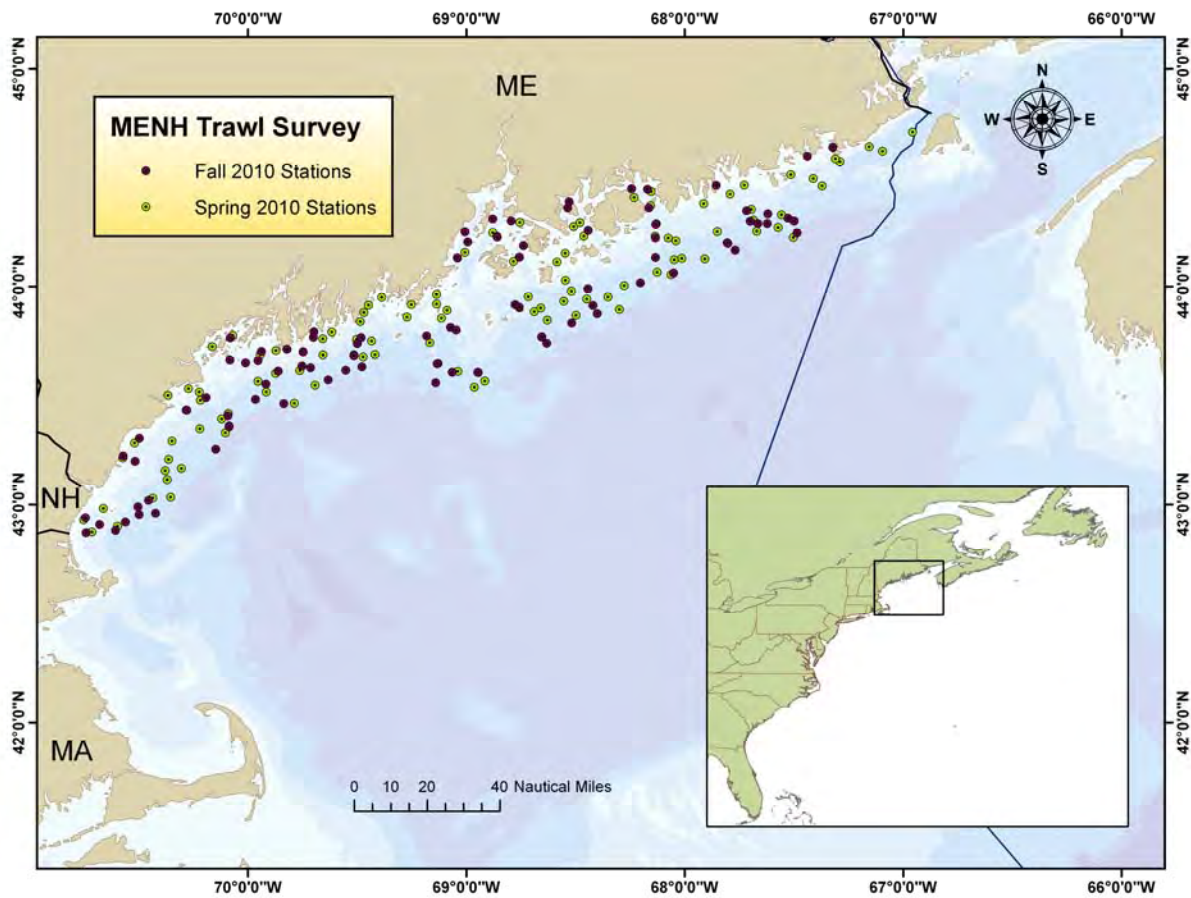 70°0'0"W 69°0'0"W 68°0'0"W 67°0'0"W 66°0'0"W
45°0'0"N
45°0'0"N
ME
N
W E
S
MENH Trawl Survey
Fall 2010 Stations
Spring 2010 Stations
44°0'0"N
44°0'0"N
43°0'0"N
43°0'0"N
NH
42°0'0"N
42°0'0"N
MA
0 10 20 40 Nautical Miles
70°0'0"W 69°0'0"W 68°0'0"W 67°0'0"W 66°0'0"W